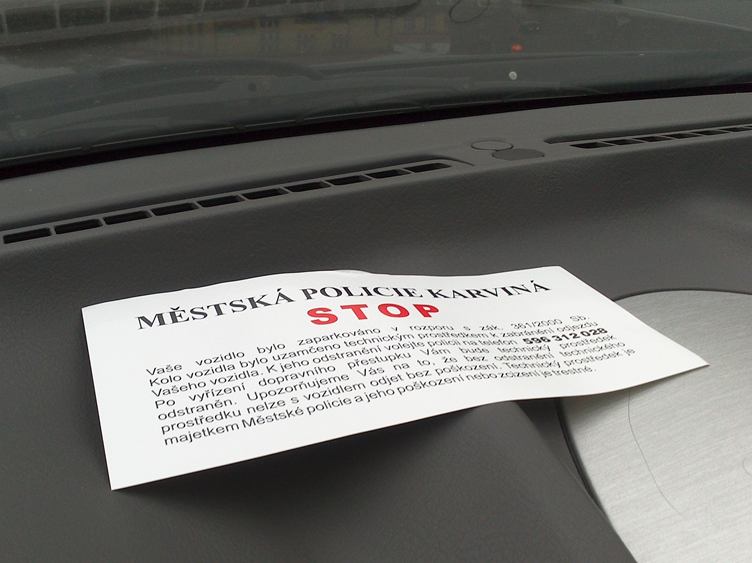 MĚSTSKÁ POLICIE KARVINÁ
STOP
Vaše vozidlo bylo zaparkováno v rozporu s zák. 361/2000 Sb.
Kolo vozidla bylo uzamčeno technickým prostředkem k zabránění odjezdu
Vašeho vozidla. K jeho odstranění volejte policii na telefon 596 312 028
Po vyřízení dopravního přestupku Vám bude technický prostředek
odstraněn. Upozorňujeme Vás na to, že bez odstranění technického
prostředku nelze s vozidlem odjet bez poškození. Technický prostředek je
majetkem Městské policie a jeho poškození nebo zcizení je trestné.